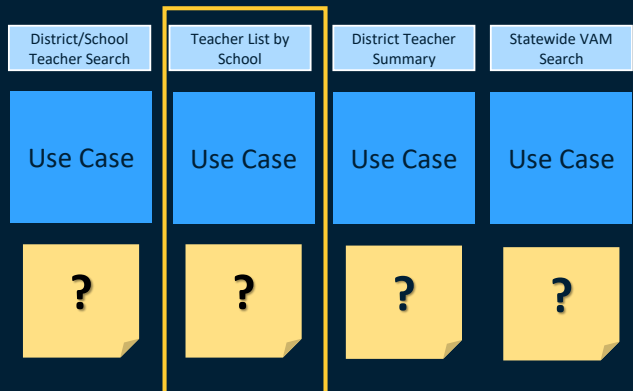 District/School
Teacher Search
Teacher List by
School
District Teacher
Summary
Statewide VAM
Search
Use Case
Use Case
Use Case
Use Case
?
?
?
?